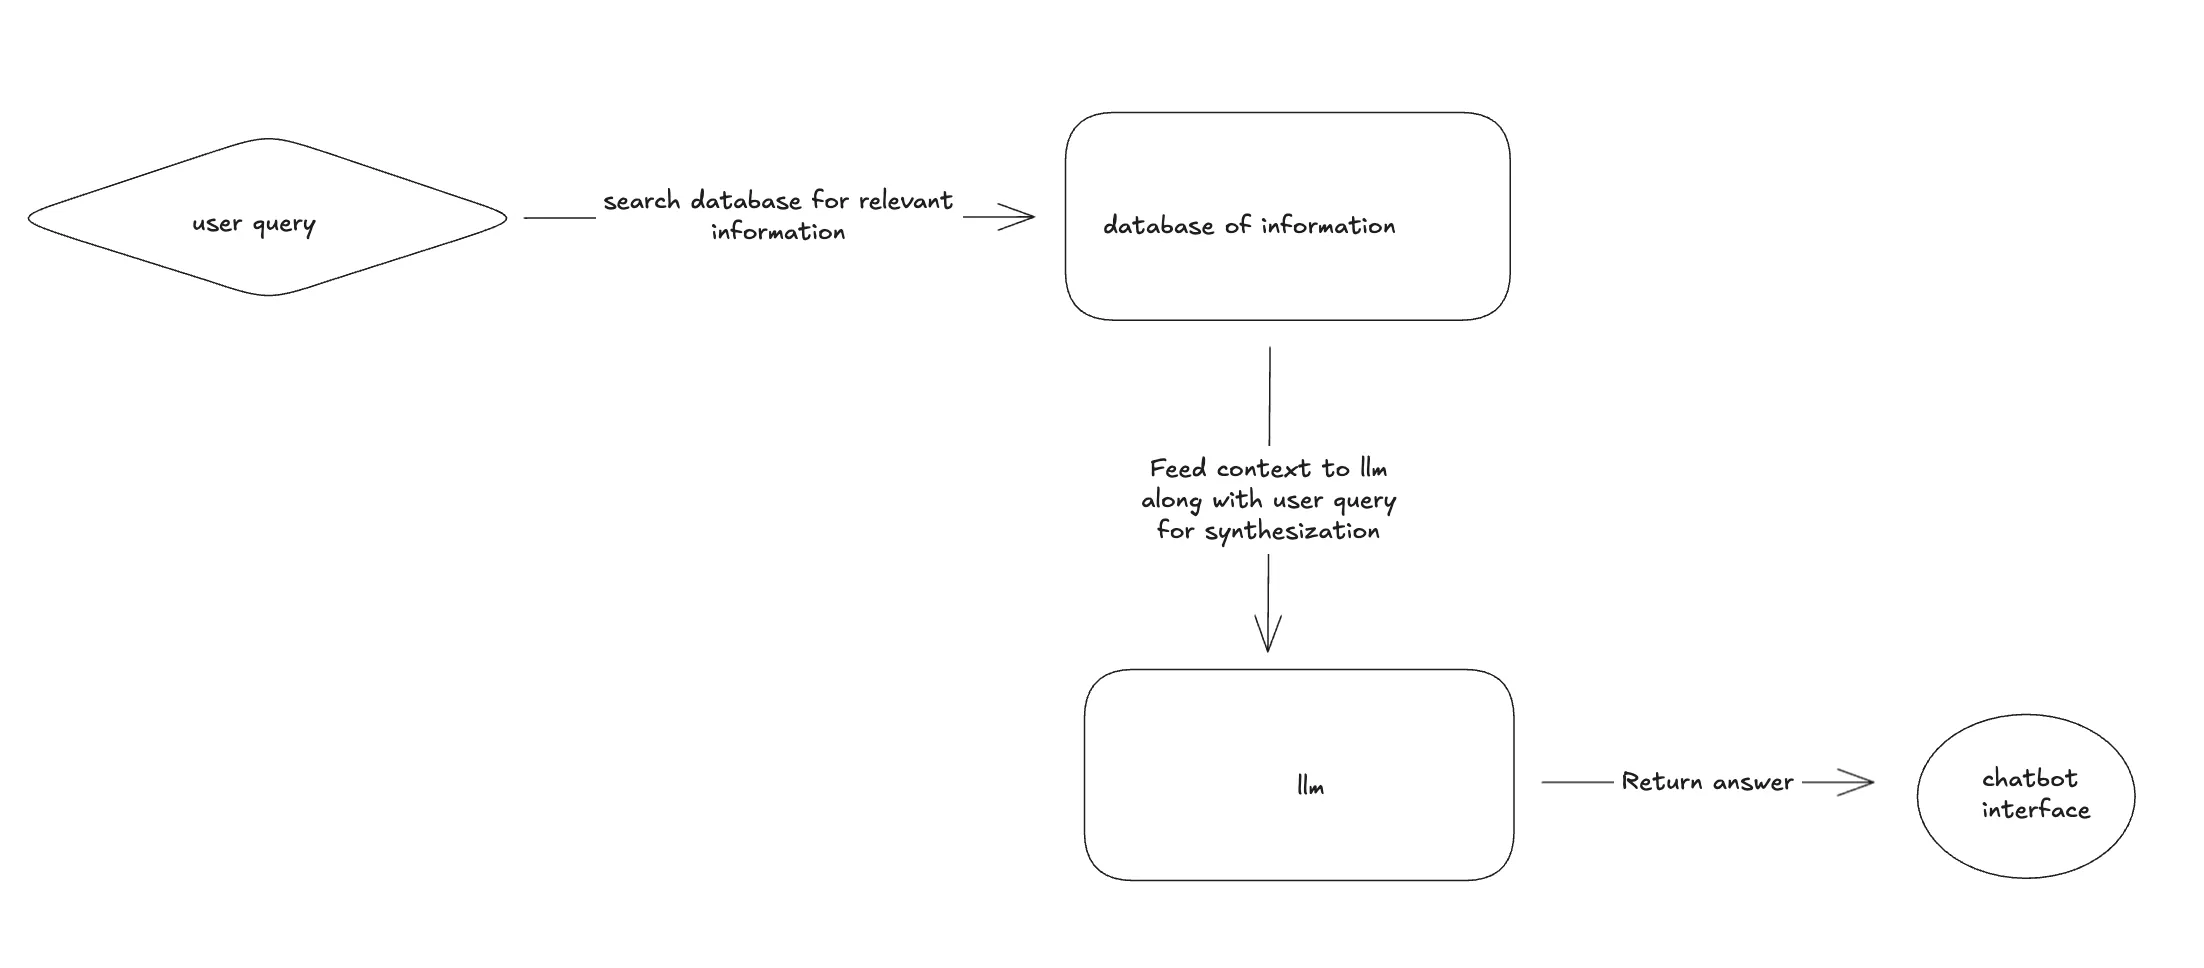 user query
search database for relevant
information
database of information
Feed context to llm
along with user query
for synthesization
llm
Return answer
chatbot
interface